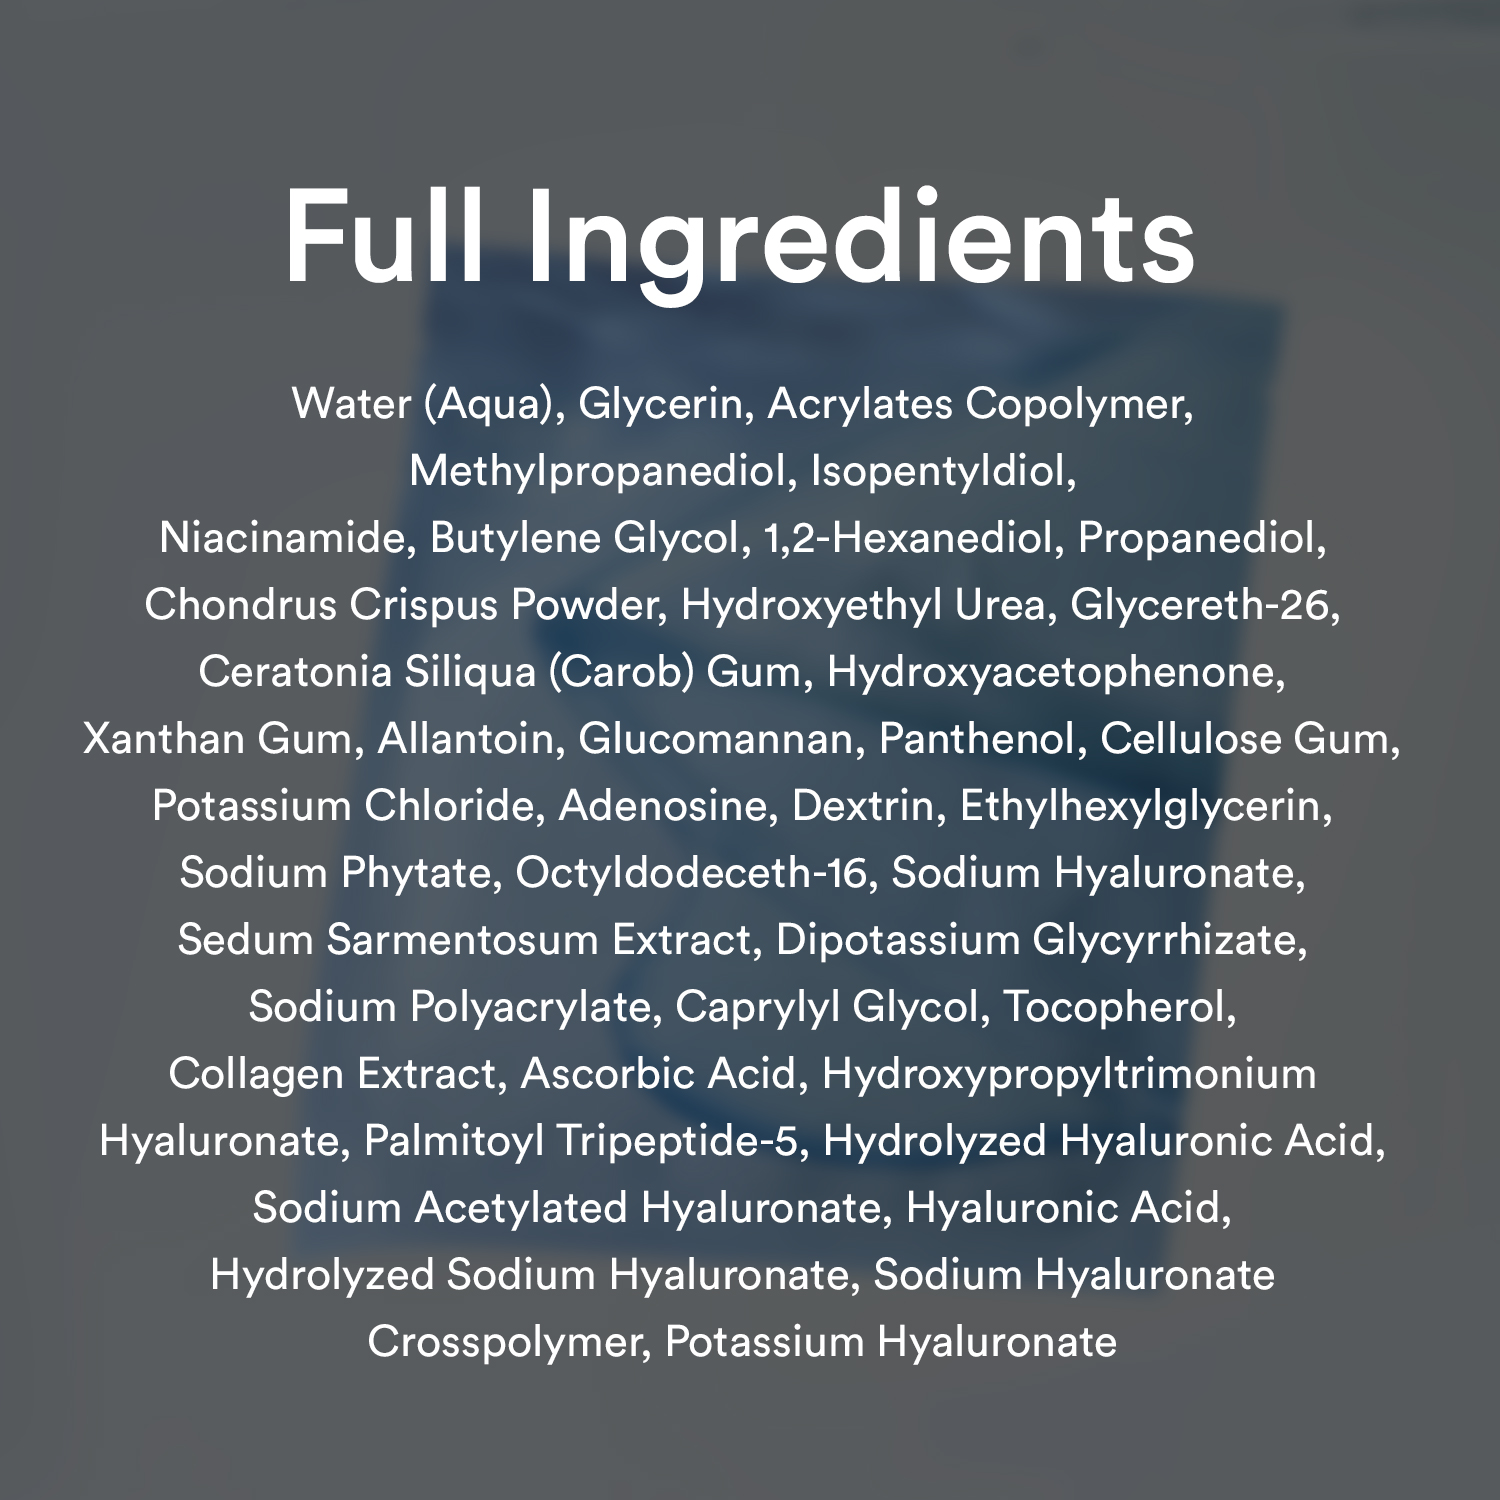 Full Ingredients
Water (Aqua), Glycerin, Acrylates Copolymer,
Methylpropanediol, Isopentyldiol,
Niacinamide, Butylene Glycol, 1,2-Hexanediol, Propanediol,
Chondrus Crispus Powder, Hydroxyethyl Urea, Glycereth-26,
Ceratonia Siliqua (Carob) Gum, Hydroxyacetophenone,
Xanthan Gum, Allantoin, Glucomannan, Panthenol, Cellulose Gum,
Potassium Chloride, Adenosine, Dextrin, Ethylhexylglycerin,
Sodium Phytate, Octyldodeceth-16, Sodium Hyaluronate,
Sedum Sarmentosum Extract, Dipotassium Glycyrrhizate,
Sodium Polyacrylate, Caprylyl Glycol, Tocopherol,
Collagen Extract, Ascorbic Acid, Hydroxypropyltrimonium
Hyaluronate, Palmitoyl Tripeptide-5, Hydrolyzed Hyaluronic Acid,
Sodium Acetylated Hyaluronate, Hyaluronic Acid,
Hydrolyzed Sodium Hyaluronate, Sodium Hyaluronate
Crosspolymer, Potassium Hyaluronate